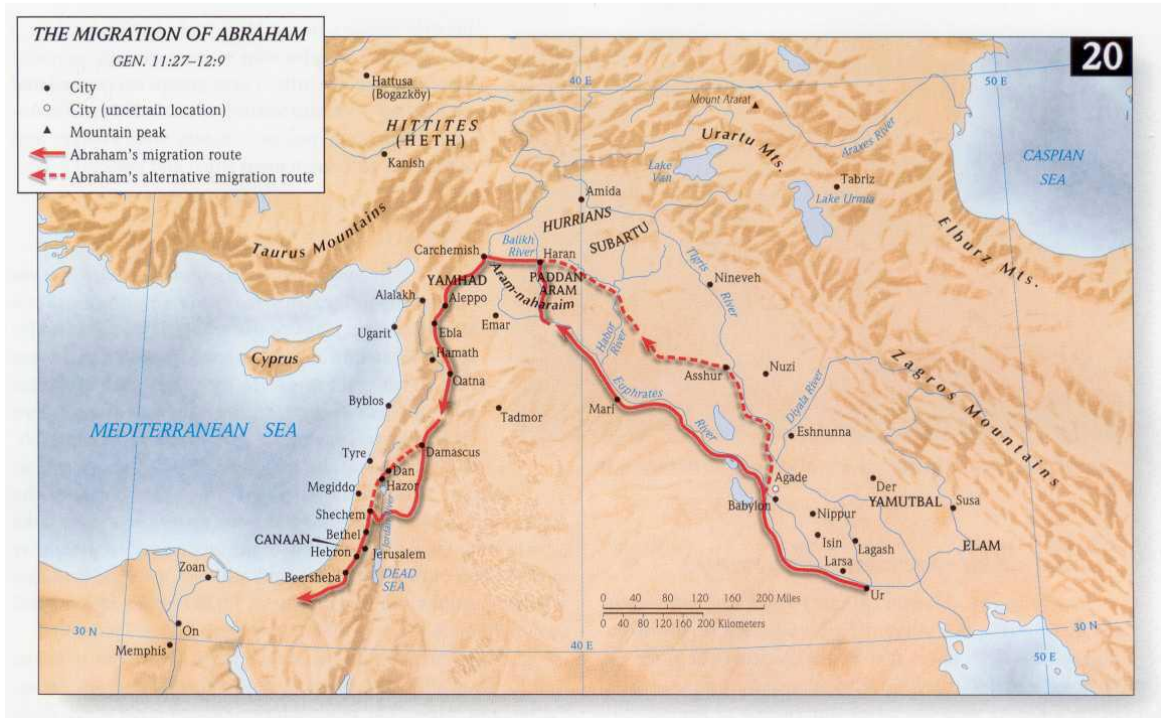 THE MIGRATION OF ABRAHAM
GEN. 11:27–12:9
City
City (uncertain location)
Mountain peak
Abraham's migration route
Abraham's alternative migration route
20
40 E
50 E
Hattusa
(Bogazköy)
HITTITES
(HETH)
Kanish
Mount Ararat
Urartu Mts.
Araxes River
CASPIAN
SEA
Lake
Van
Tabriz
Lake Urmia
Amida
HURRIANS
SUBARTU
Taurus Mountains
Elburz Mts.
Carchemish
Balikh
River
Haran
Tigris
River
Nineveh
YAMHAD
PADDAN
ARAM
Aram-naharaim
Alalakh
Aleppo
Emar
Ebla
Ugarit
Habor
River
Cyprus
Hamath
Qatna
Asshur
Nuzi
Zagros Mountains
Euphrates
River
Mari
Diyala River
Byblos
Tadmor
MEDITERRANEAN SEA
Eshnunna
Tyre
Damascus
Dan
Hazor
Megiddo
Agade
Der
YAMUTBAL
Susa
Babylon
Nippur
Shechem
Jordan River
Bethel
CANAAN
Isin
Lagash
ELAM
Hebron
Jerusalem
Larsa
Zoan
Beersheba
DEAD
SEA
Ur
0 40 80 120 160 200 Miles
0 40 80 120 160 200 Kilometers
On
30 N
30 N
Memphis
40 E
50 E